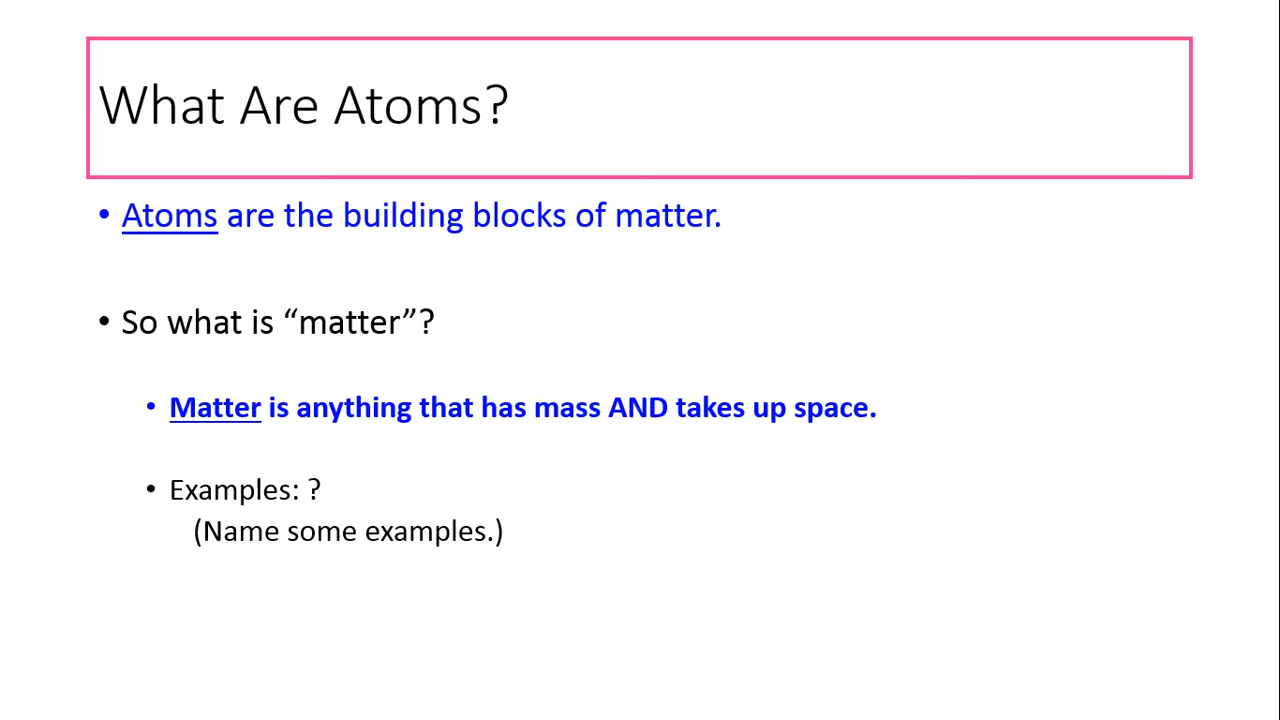 What Are Atoms?
• Atoms are the building blocks of matter.
• So what is “matter”?
• Matter is anything that has mass AND takes up space.
• Examples: ?
(Name some examples.)